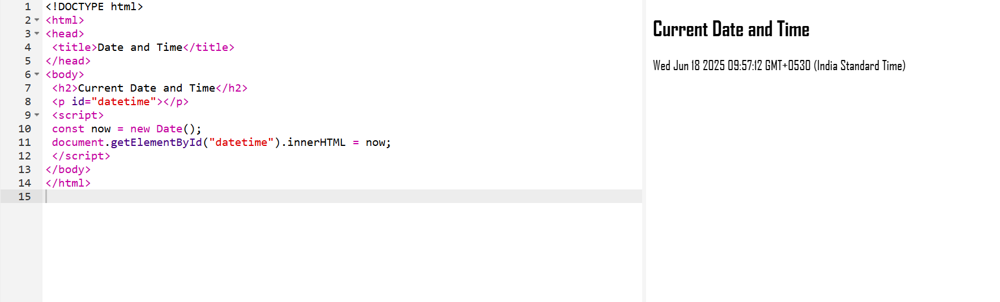 1 <!DOCTYPE html>
2 <html>
3 <head>
4 <title>Date and Time</title>
5 </head>
6 <body>
7 <h2>Current Date and Time</h2>
8 <p id="datetime"></p>
9 <script>
10 const now = new Date();
11 document.getElementById("datetime").innerHTML = now;
12 </script>
13 </body>
14 </html>
15
Current Date and Time
Wed Jun 18 2025 09:57:12 GMT+0530 (India Standard Time)